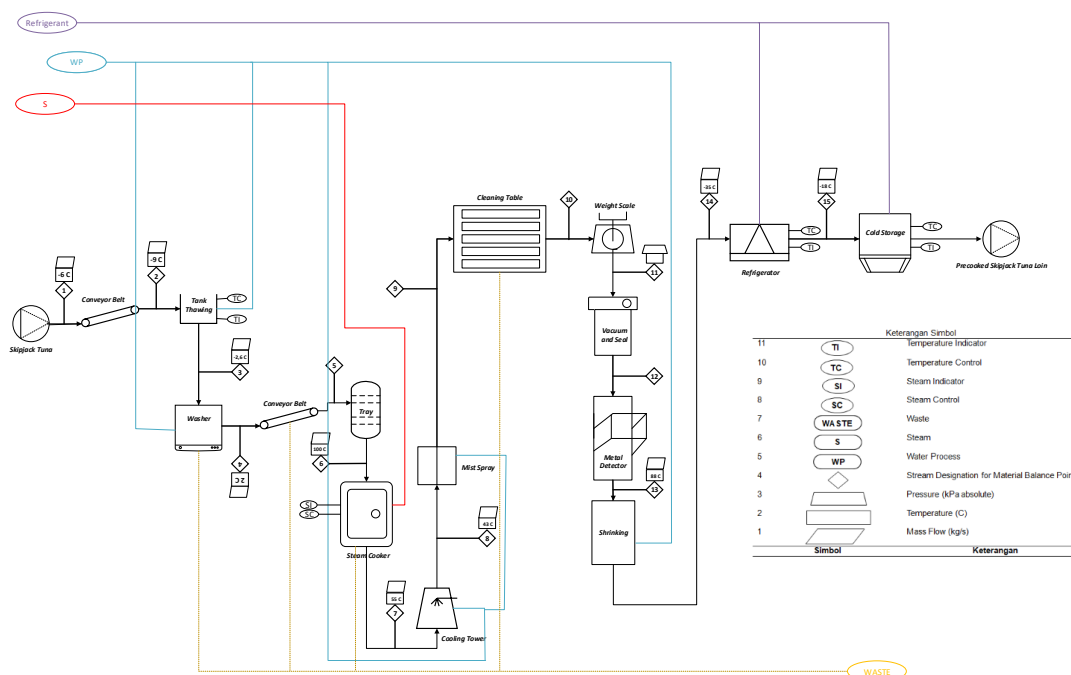 Refrigerant
WP
S
-6 C
1
Skipjack Tuna
Conveyor Belt
-9 C
2
Tank
Thawing
TC
TI
-2,6 C
3
Washer
2 C
4
Conveyor Belt
5
Tray
100 C
6
SI
SC
Steam Cooker
55 C
7
Cooling Tower
43 C
8
Mist Spray
9
Cleaning Table
10
Weight Scale
11
Vacuum
and Seal
12
Metal
Detector
88 C
13
Shrinking
-35 C
14
Refrigerator
TC
TI
-18 C
15
Cold Storage
TC
TI
Precooked Skipjack Tuna Loin
WASTE
Keterangan Simbol
11 TI Temperature Indicator
10 TC Temperature Control
9 SI Steam Indicator
8 SC Steam Control
7 WASTE Waste
6 S Steam
5 WP Water Process
4 Stream Designation for Material Balance Poin
3 Pressure (kPa absolute)
2 Temperature (C)
1 Mass Flow (kg/s)
Simbol Keterangan